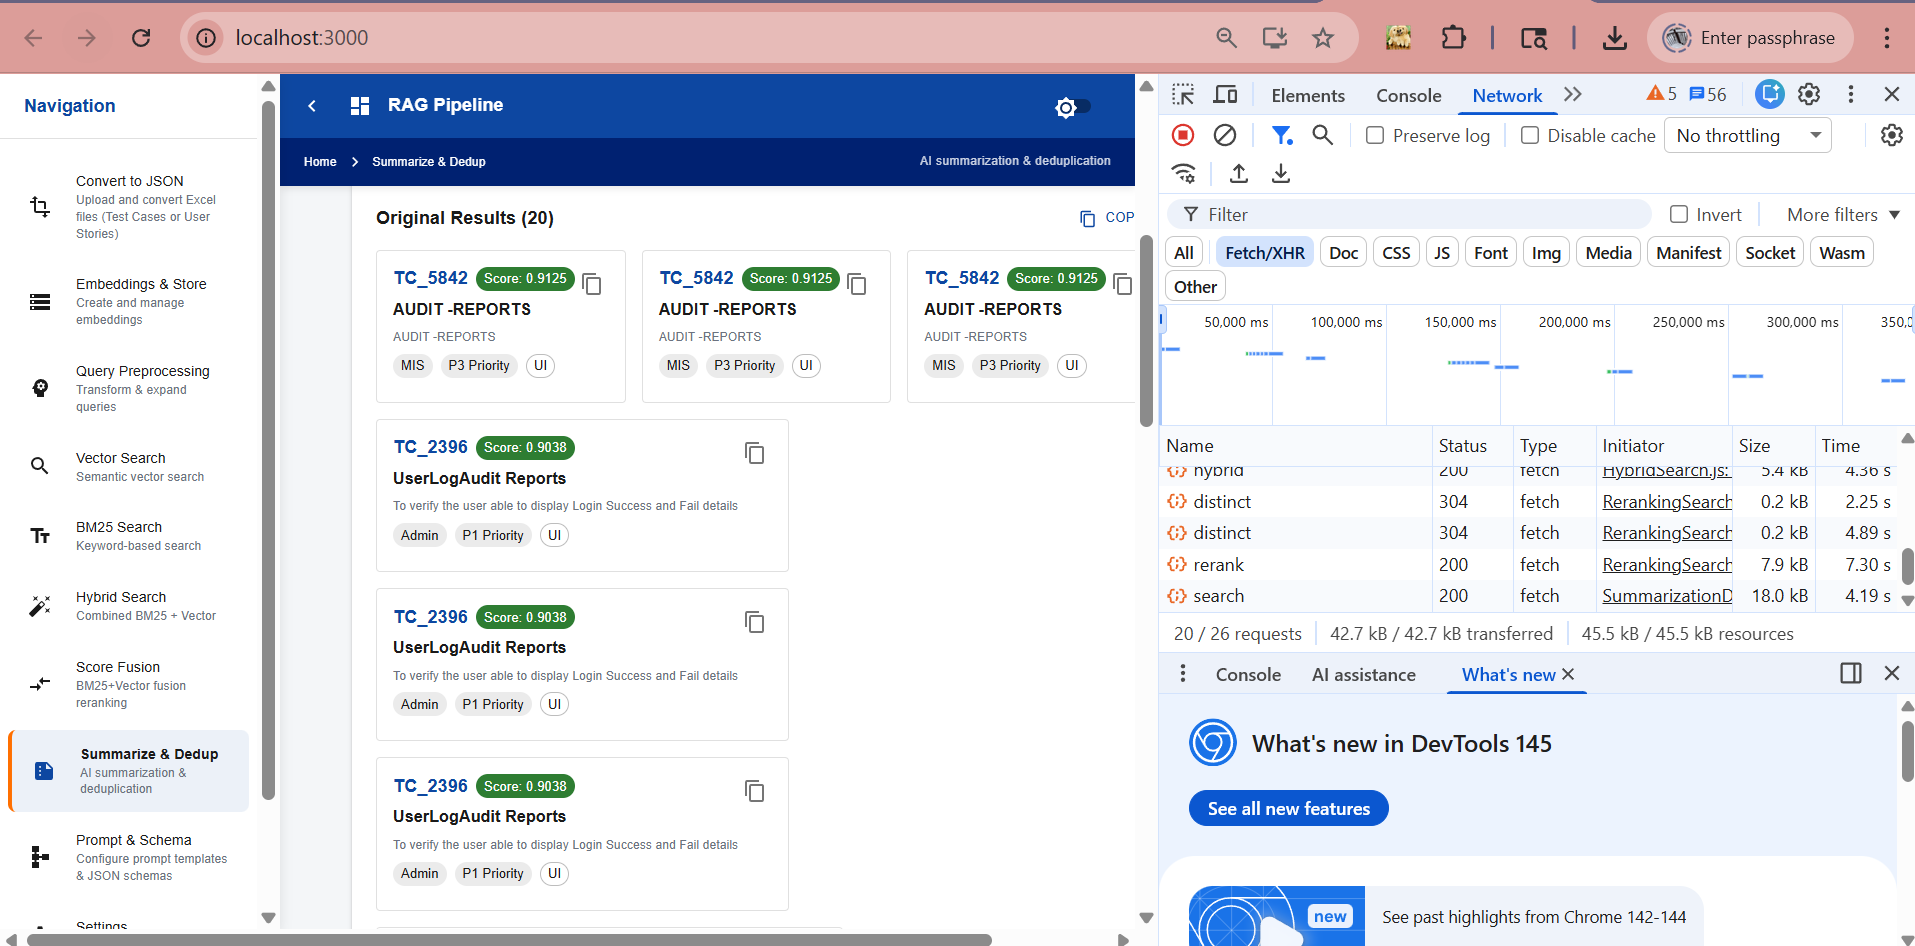 localhost:3000
Enter passphrase
Navigation
Convert to JSON
Upload and convert Excel
files (Test Cases or User
Stories)
Embeddings & Store
Create and manage
embeddings
Query Preprocessing
Transform & expand
queries
Vector Search
Semantic vector search
BM25 Search
Keyword-based search
Hybrid Search
Combined BM25 + Vector
Score Fusion
BM25+Vector fusion
reranking
Summarize & Dedup
AI summarization &
deduplication
Prompt & Schema
Configure prompt templates
& JSON schemas
Settings
RAG Pipeline
Home > Summarize & Dedup
AI summarization & deduplication
Original Results (20)
COP
TC_5842 Score: 0.9125
AUDIT -REPORTS
AUDIT -REPORTS
MIS P3 Priority UI
TC_5842 Score: 0.9125
AUDIT -REPORTS
AUDIT -REPORTS
MIS P3 Priority UI
TC_5842 Score: 0.9125
AUDIT -REPORTS
AUDIT -REPORTS
MIS P3 Priority UI
TC_2396 Score: 0.9038
UserLogAudit Reports
To verify the user able to display Login Success and Fail details
Admin P1 Priority UI
TC_2396 Score: 0.9038
UserLogAudit Reports
To verify the user able to display Login Success and Fail details
Admin P1 Priority UI
TC_2396 Score: 0.9038
UserLogAudit Reports
To verify the user able to display Login Success and Fail details
Admin P1 Priority UI
Elements Console Network 5 56
Preserve log Disable cache No throttling
Filter Invert More filters
All Fetch/XHR Doc CSS JS Font Img Media Manifest Socket Wasm
Other
50,000 ms 100,000 ms 150,000 ms 200,000 ms 250,000 ms 300,000 ms 350,0
Name Status Type Initiator Size Time
hybrid 200 fetch HybridSearch.js: 5.4 kB 4.36 s
distinct 304 fetch RerankingSearch 0.2 kB 2.25 s
distinct 304 fetch RerankingSearch 0.2 kB 4.89 s
rerank 200 fetch RerankingSearch 7.9 kB 7.30 s
search 200 fetch SummarizationD 18.0 kB 4.19 s
20 / 26 requests 42.7 kB / 42.7 kB transferred 45.5 kB / 45.5 kB resources
Console AI assistance What's new
What's new in DevTools 145
See all new features
new
See past highlights from Chrome 142-144